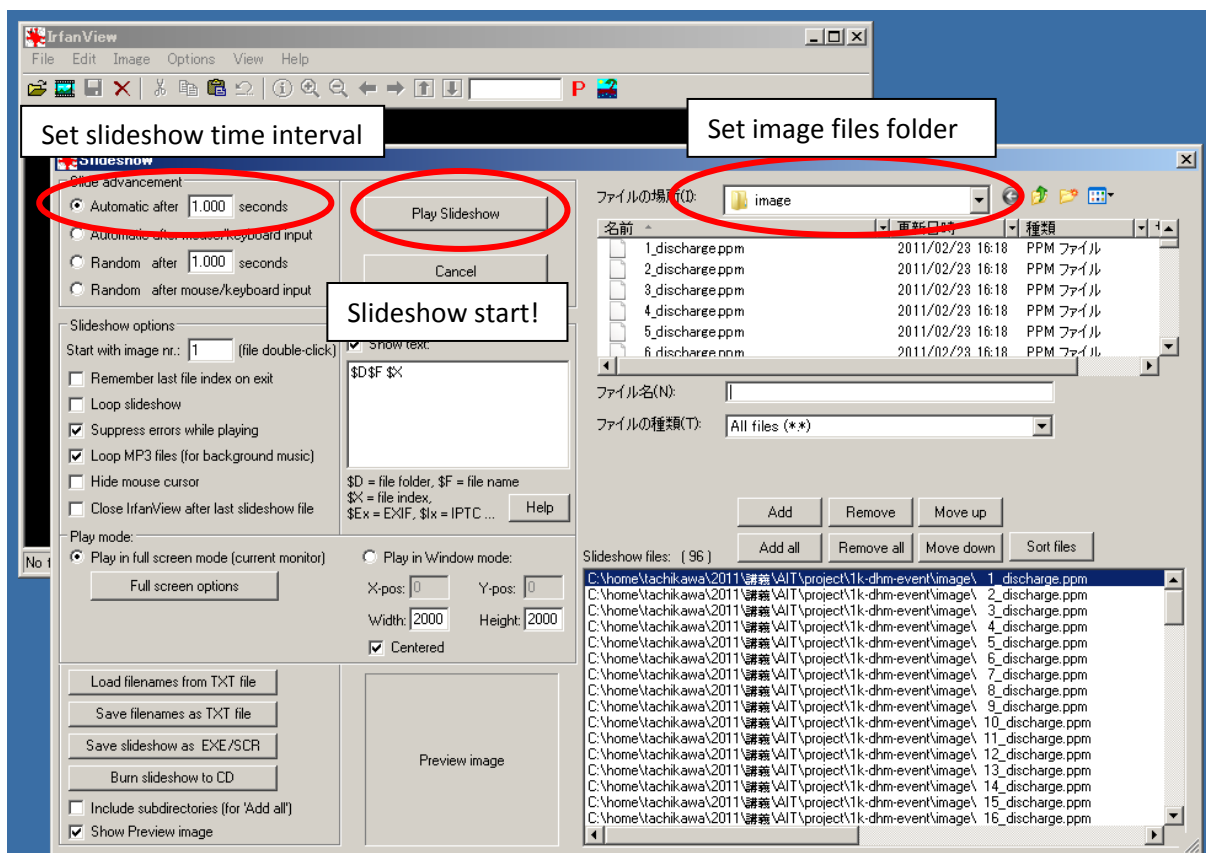 IrfanView
File Edit Image Options View Help
P
Set slideshow time interval
Set image files folder
Slideshow
Slide advancement
Automatic after 1.000 seconds
Automatic after mouse/keyboard input
Random after 1.000 seconds
Random after mouse/keyboard input
Play Slideshow
Cancel
Slideshow start!
Slideshow options
Start with image nr.: 1 (file double-click)
Remember last file index on exit
Loop slideshow
Suppress errors while playing
Loop MP3 files (for background music)
Hide mouse cursor
Close IrfanView after last slideshow file
Show text:
$D$F $X
$D = file folder, $F = file name
$X = file index,
$Ex = EXIF, $Ix = IPTC ...
Help
Play mode:
Play in full screen mode (current monitor)
Full screen options
Play in Window mode:
X-pos: 0 Y-pos: 0
Width: 2000 Height: 2000
Centered
Load filenames from TXT file
Save filenames as TXT file
Save slideshow as EXE/SCR
Burn slideshow to CD
Include subdirectories (for 'Add all')
Show Preview image
Preview image
ファイルの場所(I): image
名前 更新日時 種類
1_discharge.ppm 2011/02/23 16:18 PPM ファイル
2_discharge.ppm 2011/02/23 16:18 PPM ファイル
3_discharge.ppm 2011/02/23 16:18 PPM ファイル
4_discharge.ppm 2011/02/23 16:18 PPM ファイル
5_discharge.ppm 2011/02/23 16:18 PPM ファイル
6_discharge.ppm 2011/02/23 16:18 PPM ファイル
ファイル名(N):
ファイルの種類(T): All files (*.*)
Add Remove Move up
Slideshow files: ( 96 ) Add all Remove all Move down Sort files
C:\home\tachikawa\2011\講義\AIT\project\1k-dhm-event\image\ 1_discharge.ppm
C:\home\tachikawa\2011\講義\AIT\project\1k-dhm-event\image\ 2_discharge.ppm
C:\home\tachikawa\2011\講義\AIT\project\1k-dhm-event\image\ 3_discharge.ppm
C:\home\tachikawa\2011\講義\AIT\project\1k-dhm-event\image\ 4_discharge.ppm
C:\home\tachikawa\2011\講義\AIT\project\1k-dhm-event\image\ 5_discharge.ppm
C:\home\tachikawa\2011\講義\AIT\project\1k-dhm-event\image\ 6_discharge.ppm
C:\home\tachikawa\2011\講義\AIT\project\1k-dhm-event\image\ 7_discharge.ppm
C:\home\tachikawa\2011\講義\AIT\project\1k-dhm-event\image\ 8_discharge.ppm
C:\home\tachikawa\2011\講義\AIT\project\1k-dhm-event\image\ 9_discharge.ppm
C:\home\tachikawa\2011\講義\AIT\project\1k-dhm-event\image\ 10_discharge.ppm
C:\home\tachikawa\2011\講義\AIT\project\1k-dhm-event\image\ 11_discharge.ppm
C:\home\tachikawa\2011\講義\AIT\project\1k-dhm-event\image\ 12_discharge.ppm
C:\home\tachikawa\2011\講義\AIT\project\1k-dhm-event\image\ 13_discharge.ppm
C:\home\tachikawa\2011\講義\AIT\project\1k-dhm-event\image\ 14_discharge.ppm
C:\home\tachikawa\2011\講義\AIT\project\1k-dhm-event\image\ 15_discharge.ppm
C:\home\tachikawa\2011\講義\AIT\project\1k-dhm-event\image\ 16_discharge.ppm